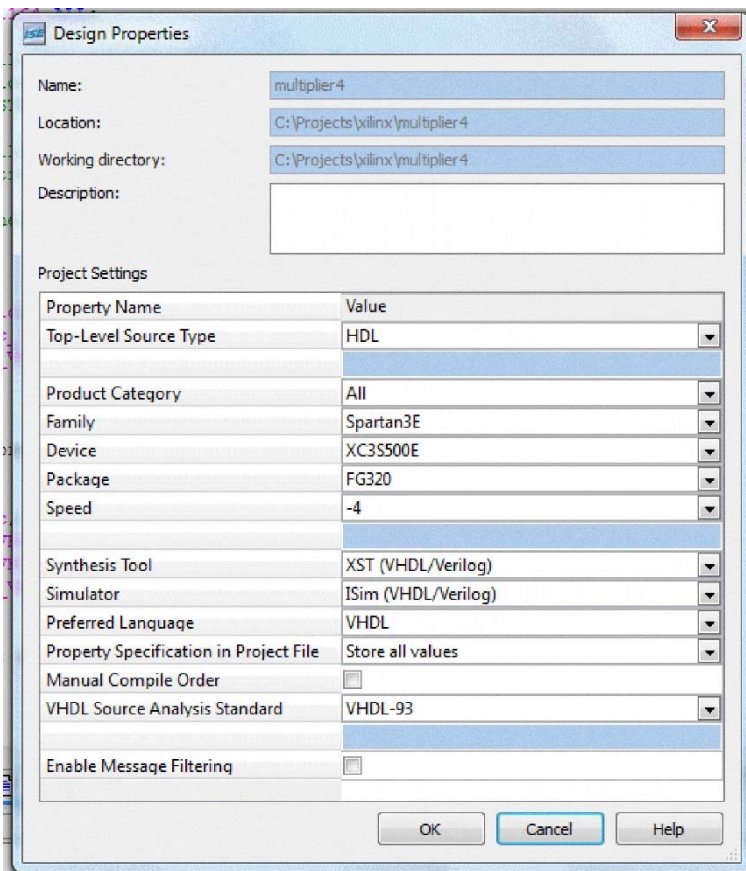 ISE Design Properties
Name: multiplier4
Location: C:\Projects\xilinx\multiplier4
Working directory: C:\Projects\xilinx\multiplier4
Description:
Project Settings
Property Name Value
Top-Level Source Type HDL
Product Category All
Family Spartan3E
Device XC3S500E
Package FG320
Speed -4
Synthesis Tool XST (VHDL/Verilog)
Simulator ISim (VHDL/Verilog)
Preferred Language VHDL
Property Specification in Project File Store all values
Manual Compile Order
VHDL Source Analysis Standard VHDL-93
Enable Message Filtering
OK Cancel Help